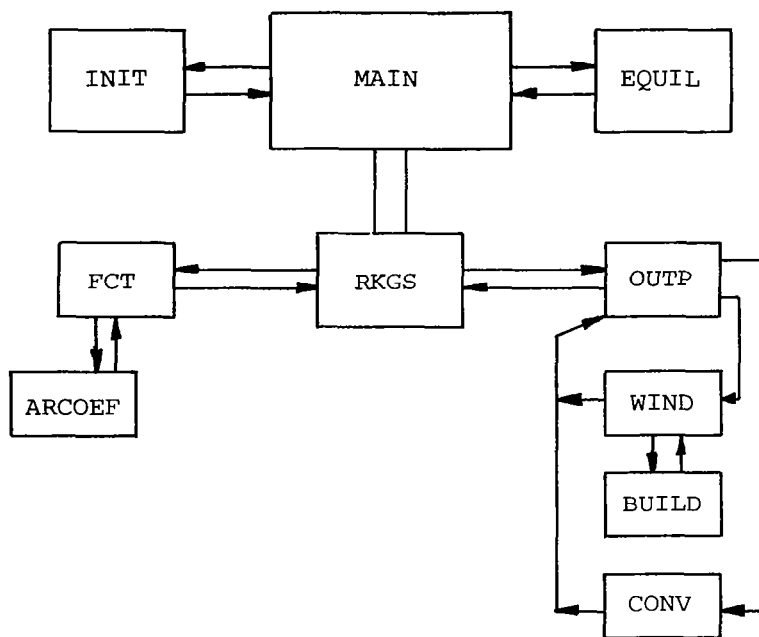 INIT
MAIN
EQUIL
FCT
RKGS
OUTP
ARCOEF
WIND
BUILD
CONV